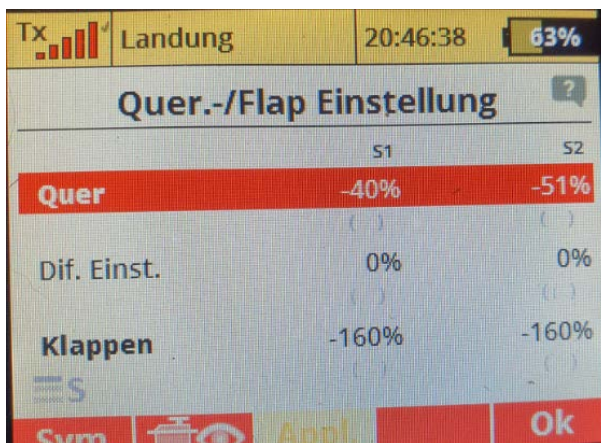 Tx Landung 20:46:38 63%
Quer.-/Flap Einstellung ?
S1 S2
Quer -40% -51%
( ) ( )
Dif. Einst. 0% 0%
( ) ( )
Klappen -160% -160%
( ) ( )
S
Sym Appl. Ok